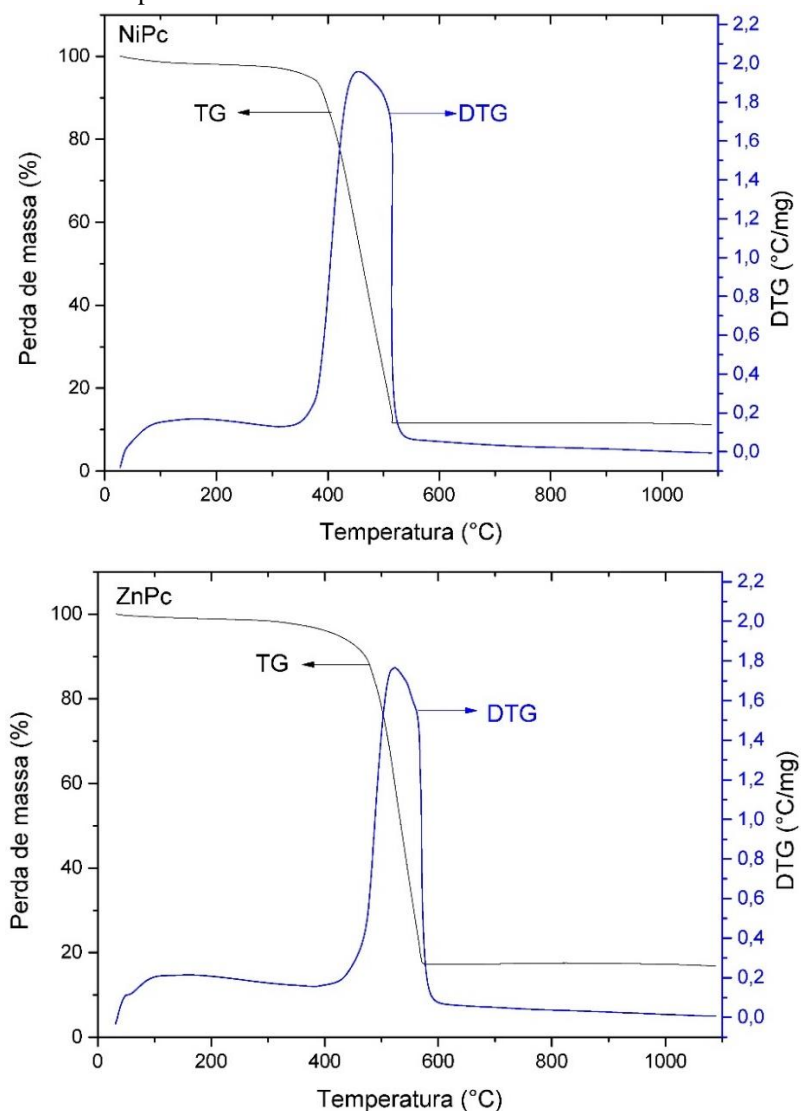 NiPc
TG
DTG
Perda de massa (%)
100
80
60
40
20
0
2,2
2,0
1,8
1,6
1,4
1,2
1,0
0,8
0,6
0,4
0,2
0,0
DTG (°C/mg)
0 200 400 600 800 1000
Temperatura (°C)
ZnPc
TG
DTG
Perda de massa (%)
100
80
60
40
20
0
2,2
2,0
1,8
1,6
1,4
1,2
1,0
0,8
0,6
0,4
0,2
0,0
DTG (°C/mg)
0 200 400 600 800 1000
Temperatura (°C)